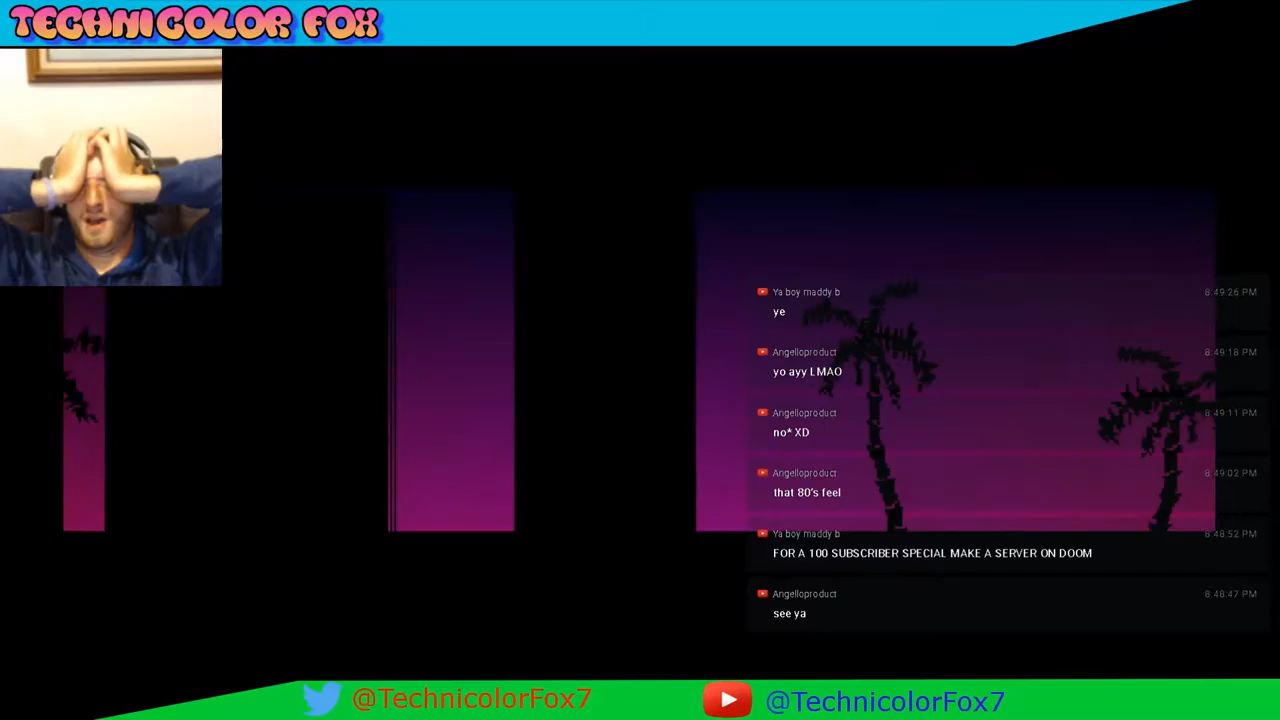 TECHNICOLOR FOX
Ya boy maddy b 8:49:26 PM
ye
Angelloproduct 8:49:18 PM
yo ayy LMAO
Angelloproduct 8:49:11 PM
no* XD
Angelloproduct 8:49:02 PM
that 80's feel
Ya boy maddy b 8:48:52 PM
FOR A 100 SUBSCRIBER SPECIAL MAKE A SERVER ON DOOM
Angelloproduct 8:48:47 PM
see ya
@TechnicolorFox7 @TechnicolorFox7